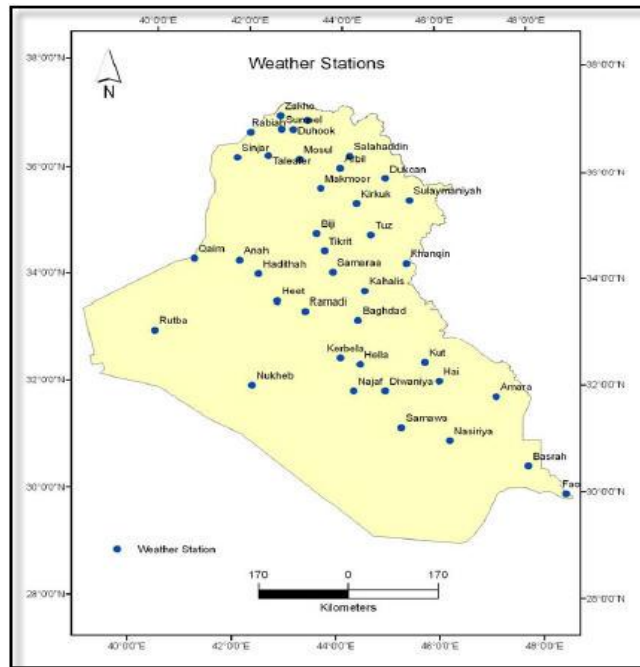 40°0'0"E 42°0'0"E 44°0'0"E 46°0'0"E 48°0'0"E
38°0'0"N 38°0'0"N
Weather Stations
N
Zakho
Rabiah Sumeel
Duhook
Sinjar Mosul Salahaddin
Arbil
36°0'0"N 36°0'0"N
Taleafer Dukcan
Makmoor
Kirkuk Sulaymaniyah
Biji Tuz
Tikrit
Qaim Anah Khanqin
34°0'0"N 34°0'0"N
Hadithah Samaraa
Heet Kahalis
Ramadi
Baghdad
Rutba
Kerbela Hella Kut
32°0'0"N 32°0'0"N
Nukheb Najaf Diwaniya Hai
Amara
Samawa
Nasiriya
Basrah
30°0'0"N 30°0'0"N
Fao
Weather Station
170 0 170
Kilometers
28°0'0"N 28°0'0"N
40°0'0"E 42°0'0"E 44°0'0"E 46°0'0"E 48°0'0"E